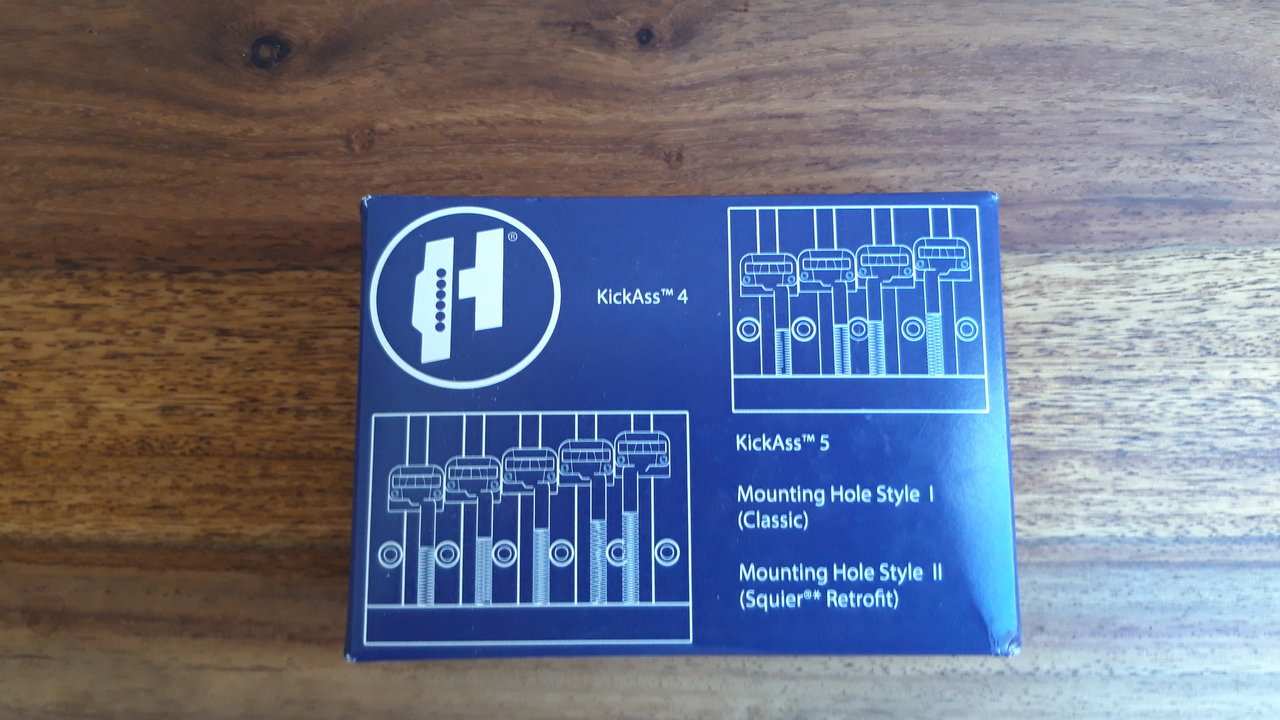 H®
KickAss™ 4
KickAss™ 5
Mounting Hole Style I
(Classic)
Mounting Hole Style II
(Squier®* Retrofit)